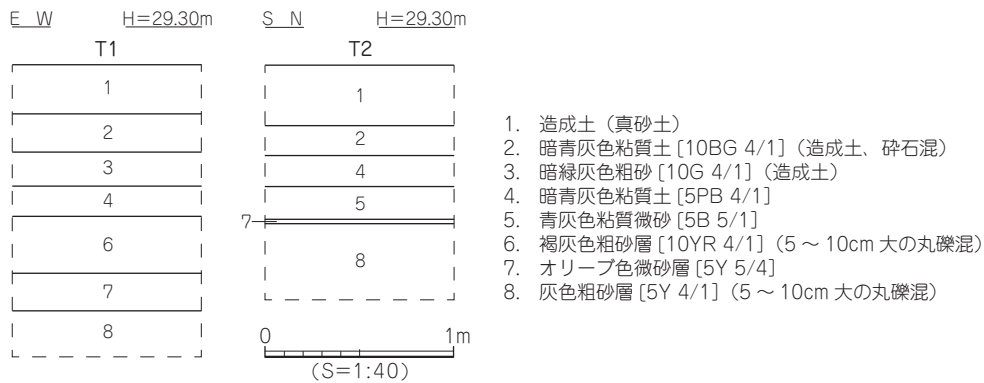 E W H=29.30m
T1
1
2
3
4
6
7
8
S N H=29.30m
T2
1
2
4
5
7
8
0 1m
(S=1:40)
1. 造成土（真砂土）
2. 暗青灰色粘質土 [10BG 4/1]（造成土、砕石混）
3. 暗緑灰色粗砂 [10G 4/1]（造成土）
4. 暗青灰色粘質土 [5PB 4/1]
5. 青灰色粘質微砂 [5B 5/1]
6. 褐灰色粗砂層 [10YR 4/1]（5～10cm 大の丸礫混）
7. オリーブ色微砂層 [5Y 5/4]
8. 灰色粗砂層 [5Y 4/1]（5～10cm 大の丸礫混）